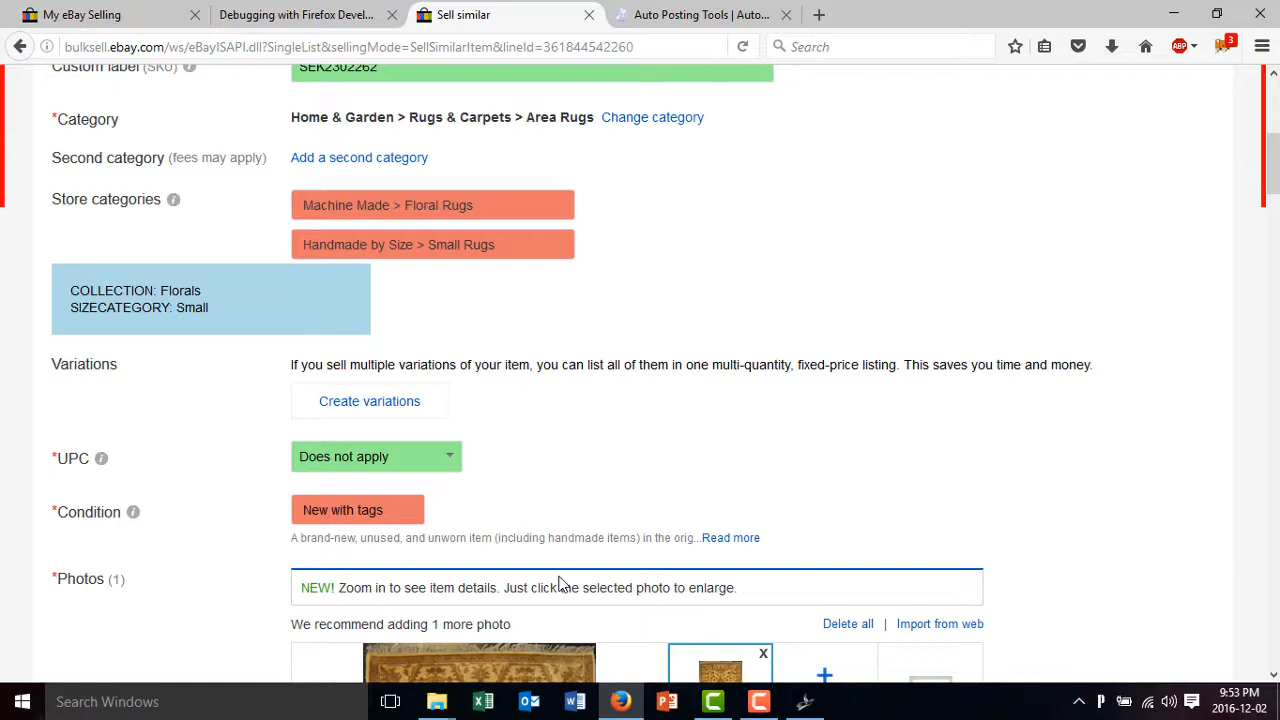 My eBay Selling
Debugging with Firefox Devel...
Sell similar
Auto Posting Tools | Auto...
bulksell.ebay.com/ws/eBayISAPI.dll?SingleList&sellingMode=SellSimilarItem&lineId=361844542260
Search
ABP
3
Custom label (SKU)
SEK2302262
*Category
Home & Garden > Rugs & Carpets > Area Rugs Change category
Second category (fees may apply)
Add a second category
Store categories
Machine Made > Floral Rugs
Handmade by Size > Small Rugs
COLLECTION: Florals
SIZECATEGORY: Small
Variations
If you sell multiple variations of your item, you can list all of them in one multi-quantity, fixed-price listing. This saves you time and money.
Create variations
*UPC
Does not apply
*Condition
New with tags
A brand-new, unused, and unworn item (including handmade items) in the orig...Read more
*Photos (1)
NEW! Zoom in to see item details. Just click the selected photo to enlarge.
We recommend adding 1 more photo
Delete all | Import from web
X
Search Windows
9:53 PM
2016-12-02